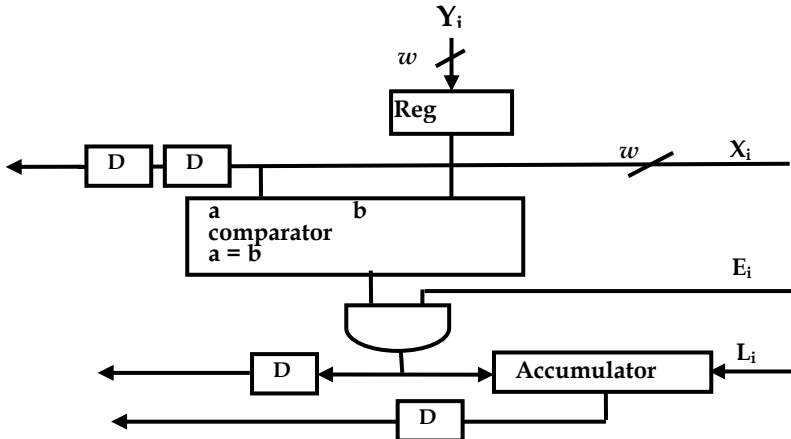 Yᵢ
w
Reg
D D w Xᵢ
a b
comparator
a = b
Eᵢ
Lᵢ
D Accumulator
D